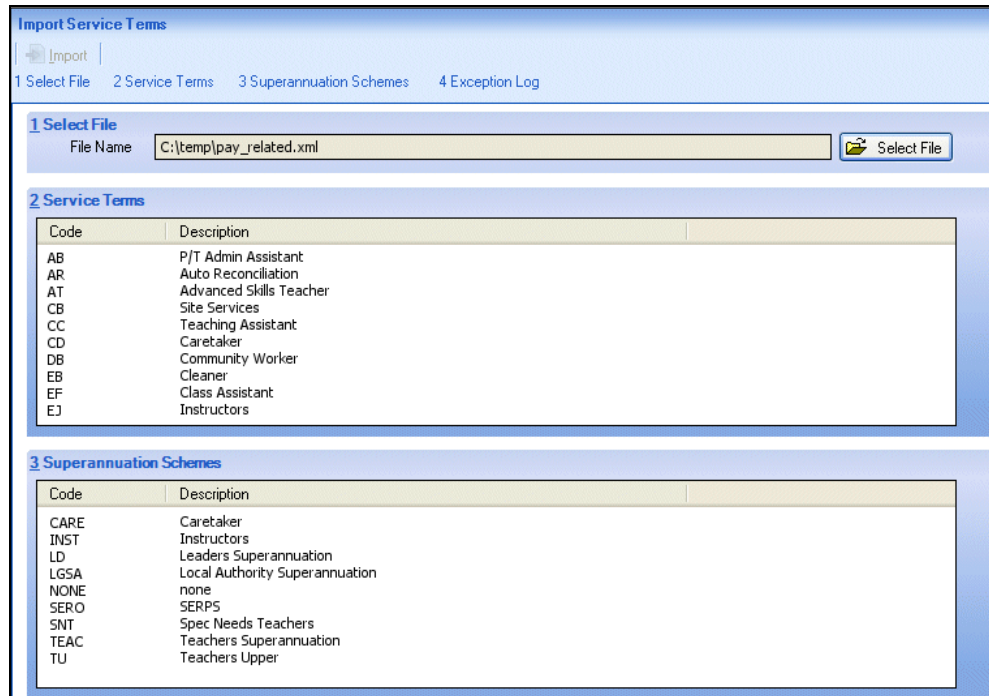 Import Service Terms
Import
1 Select File 2 Service Terms 3 Superannuation Schemes 4 Exception Log
1 Select File
File Name C:\temp\pay_related.xml Select File
2 Service Terms
Code Description
AB P/T Admin Assistant
AR Auto Reconciliation
AT Advanced Skills Teacher
CB Site Services
CC Teaching Assistant
CD Caretaker
DB Community Worker
EB Cleaner
EF Class Assistant
EJ Instructors
3 Superannuation Schemes
Code Description
CARE Caretaker
INST Instructors
LD Leaders Superannuation
LGSA Local Authority Superannuation
NONE none
SERO SERPS
SNT Spec Needs Teachers
TEAC Teachers Superannuation
TU Teachers Upper